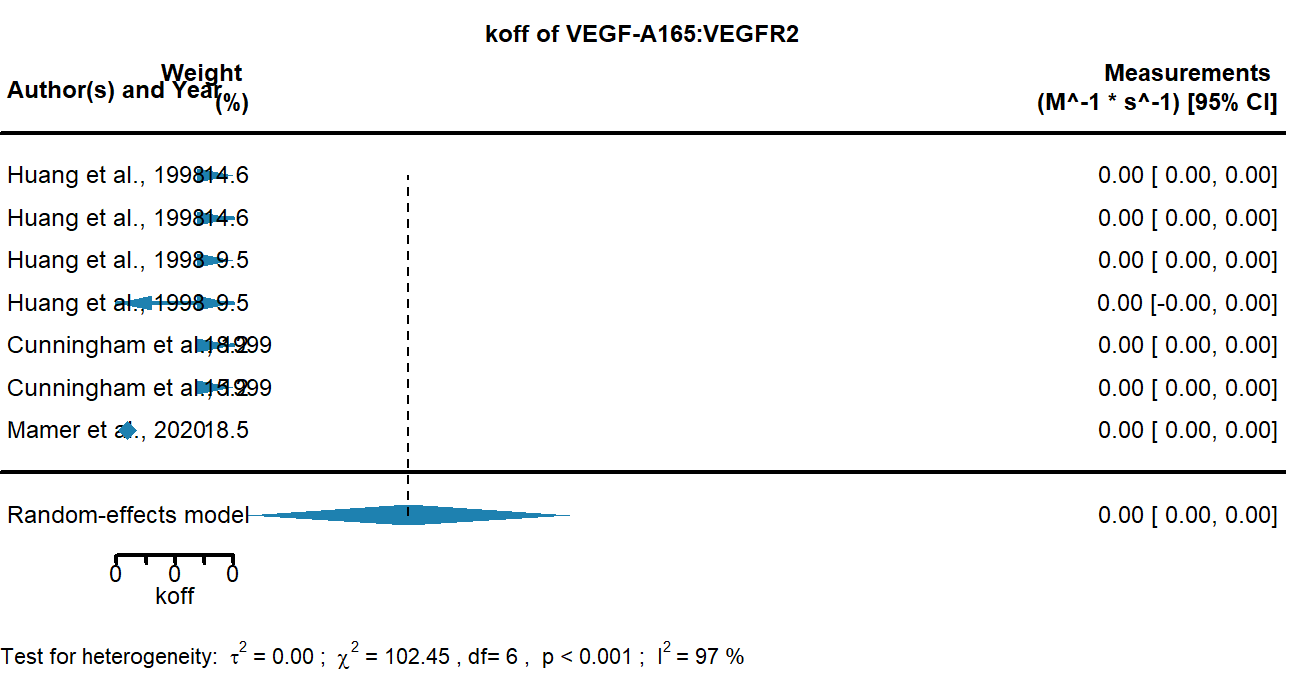 koff of VEGF-A165:VEGFR2
Weight Measurements
Author(s) and Year (%) (M^-1 * s^-1) [95% CI]
Huang et al., 1998 14.6 0.00 [ 0.00, 0.00]
Huang et al., 1998 14.6 0.00 [ 0.00, 0.00]
Huang et al., 1998 9.5 0.00 [ 0.00, 0.00]
Huang et al., 1998 9.5 0.00 [-0.00, 0.00]
Cunningham et al., 1999 18.2 0.00 [ 0.00, 0.00]
Cunningham et al., 1999 15.2 0.00 [ 0.00, 0.00]
Mamer et al., 2020 18.5 0.00 [ 0.00, 0.00]
Random-effects model 0.00 [ 0.00, 0.00]
0 0 0
koff
Test for heterogeneity: τ² = 0.00 ; χ² = 102.45 , df= 6 , p < 0.001 ; I² = 97 %